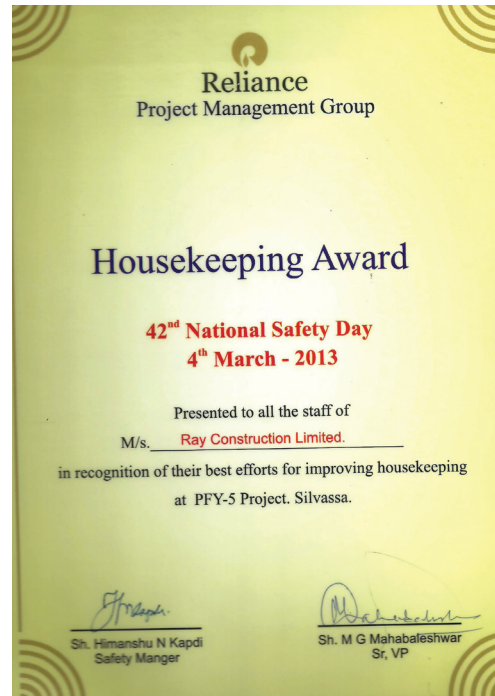 Reliance
Project Management Group
Housekeeping Award
42nd National Safety Day
4th March - 2013
Presented to all the staff of
M/s. Ray Construction Limited.
in recognition of their best efforts for improving housekeeping
at PFY-5 Project. Silvassa.
Sh. Himanshu N Kapdi
Safety Manger
Sh. M G Mahabaleshwar
Sr, VP